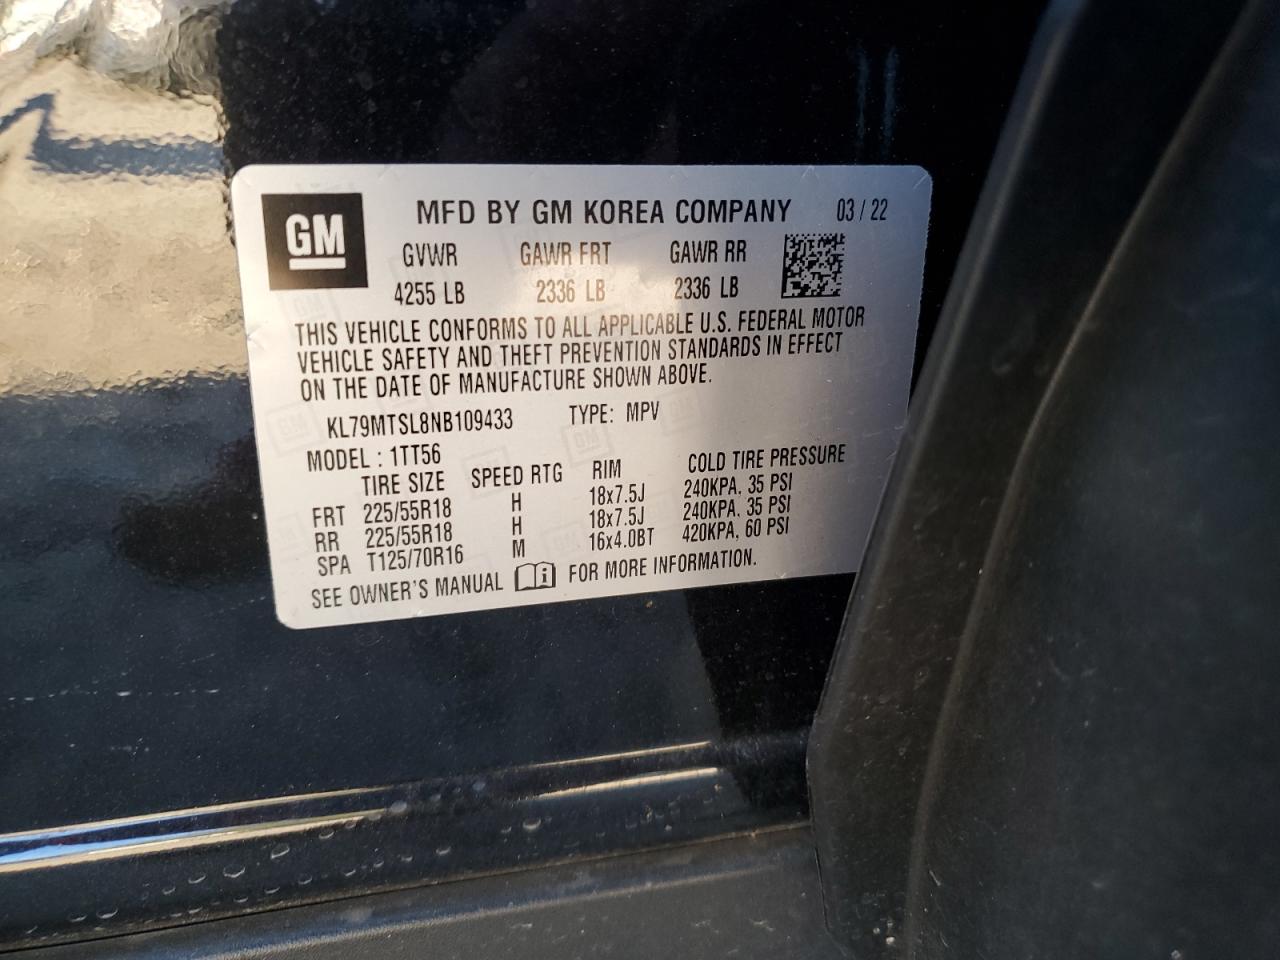 GM
MFD BY GM KOREA COMPANY 03 / 22
GVWR GAWR FRT GAWR RR
4255 LB 2336 LB 2336 LB
THIS VEHICLE CONFORMS TO ALL APPLICABLE U.S. FEDERAL MOTOR
VEHICLE SAFETY AND THEFT PREVENTION STANDARDS IN EFFECT
ON THE DATE OF MANUFACTURE SHOWN ABOVE.
KL79MTSL8NB109433 TYPE: MPV
MODEL : 1TT56
TIRE SIZE SPEED RTG RIM COLD TIRE PRESSURE
FRT 225/55R18 H 18x7.5J 240KPA, 35 PSI
RR 225/55R18 H 18x7.5J 240KPA, 35 PSI
SPA T125/70R16 M 16x4.0BT 420KPA, 60 PSI
SEE OWNER'S MANUAL FOR MORE INFORMATION.